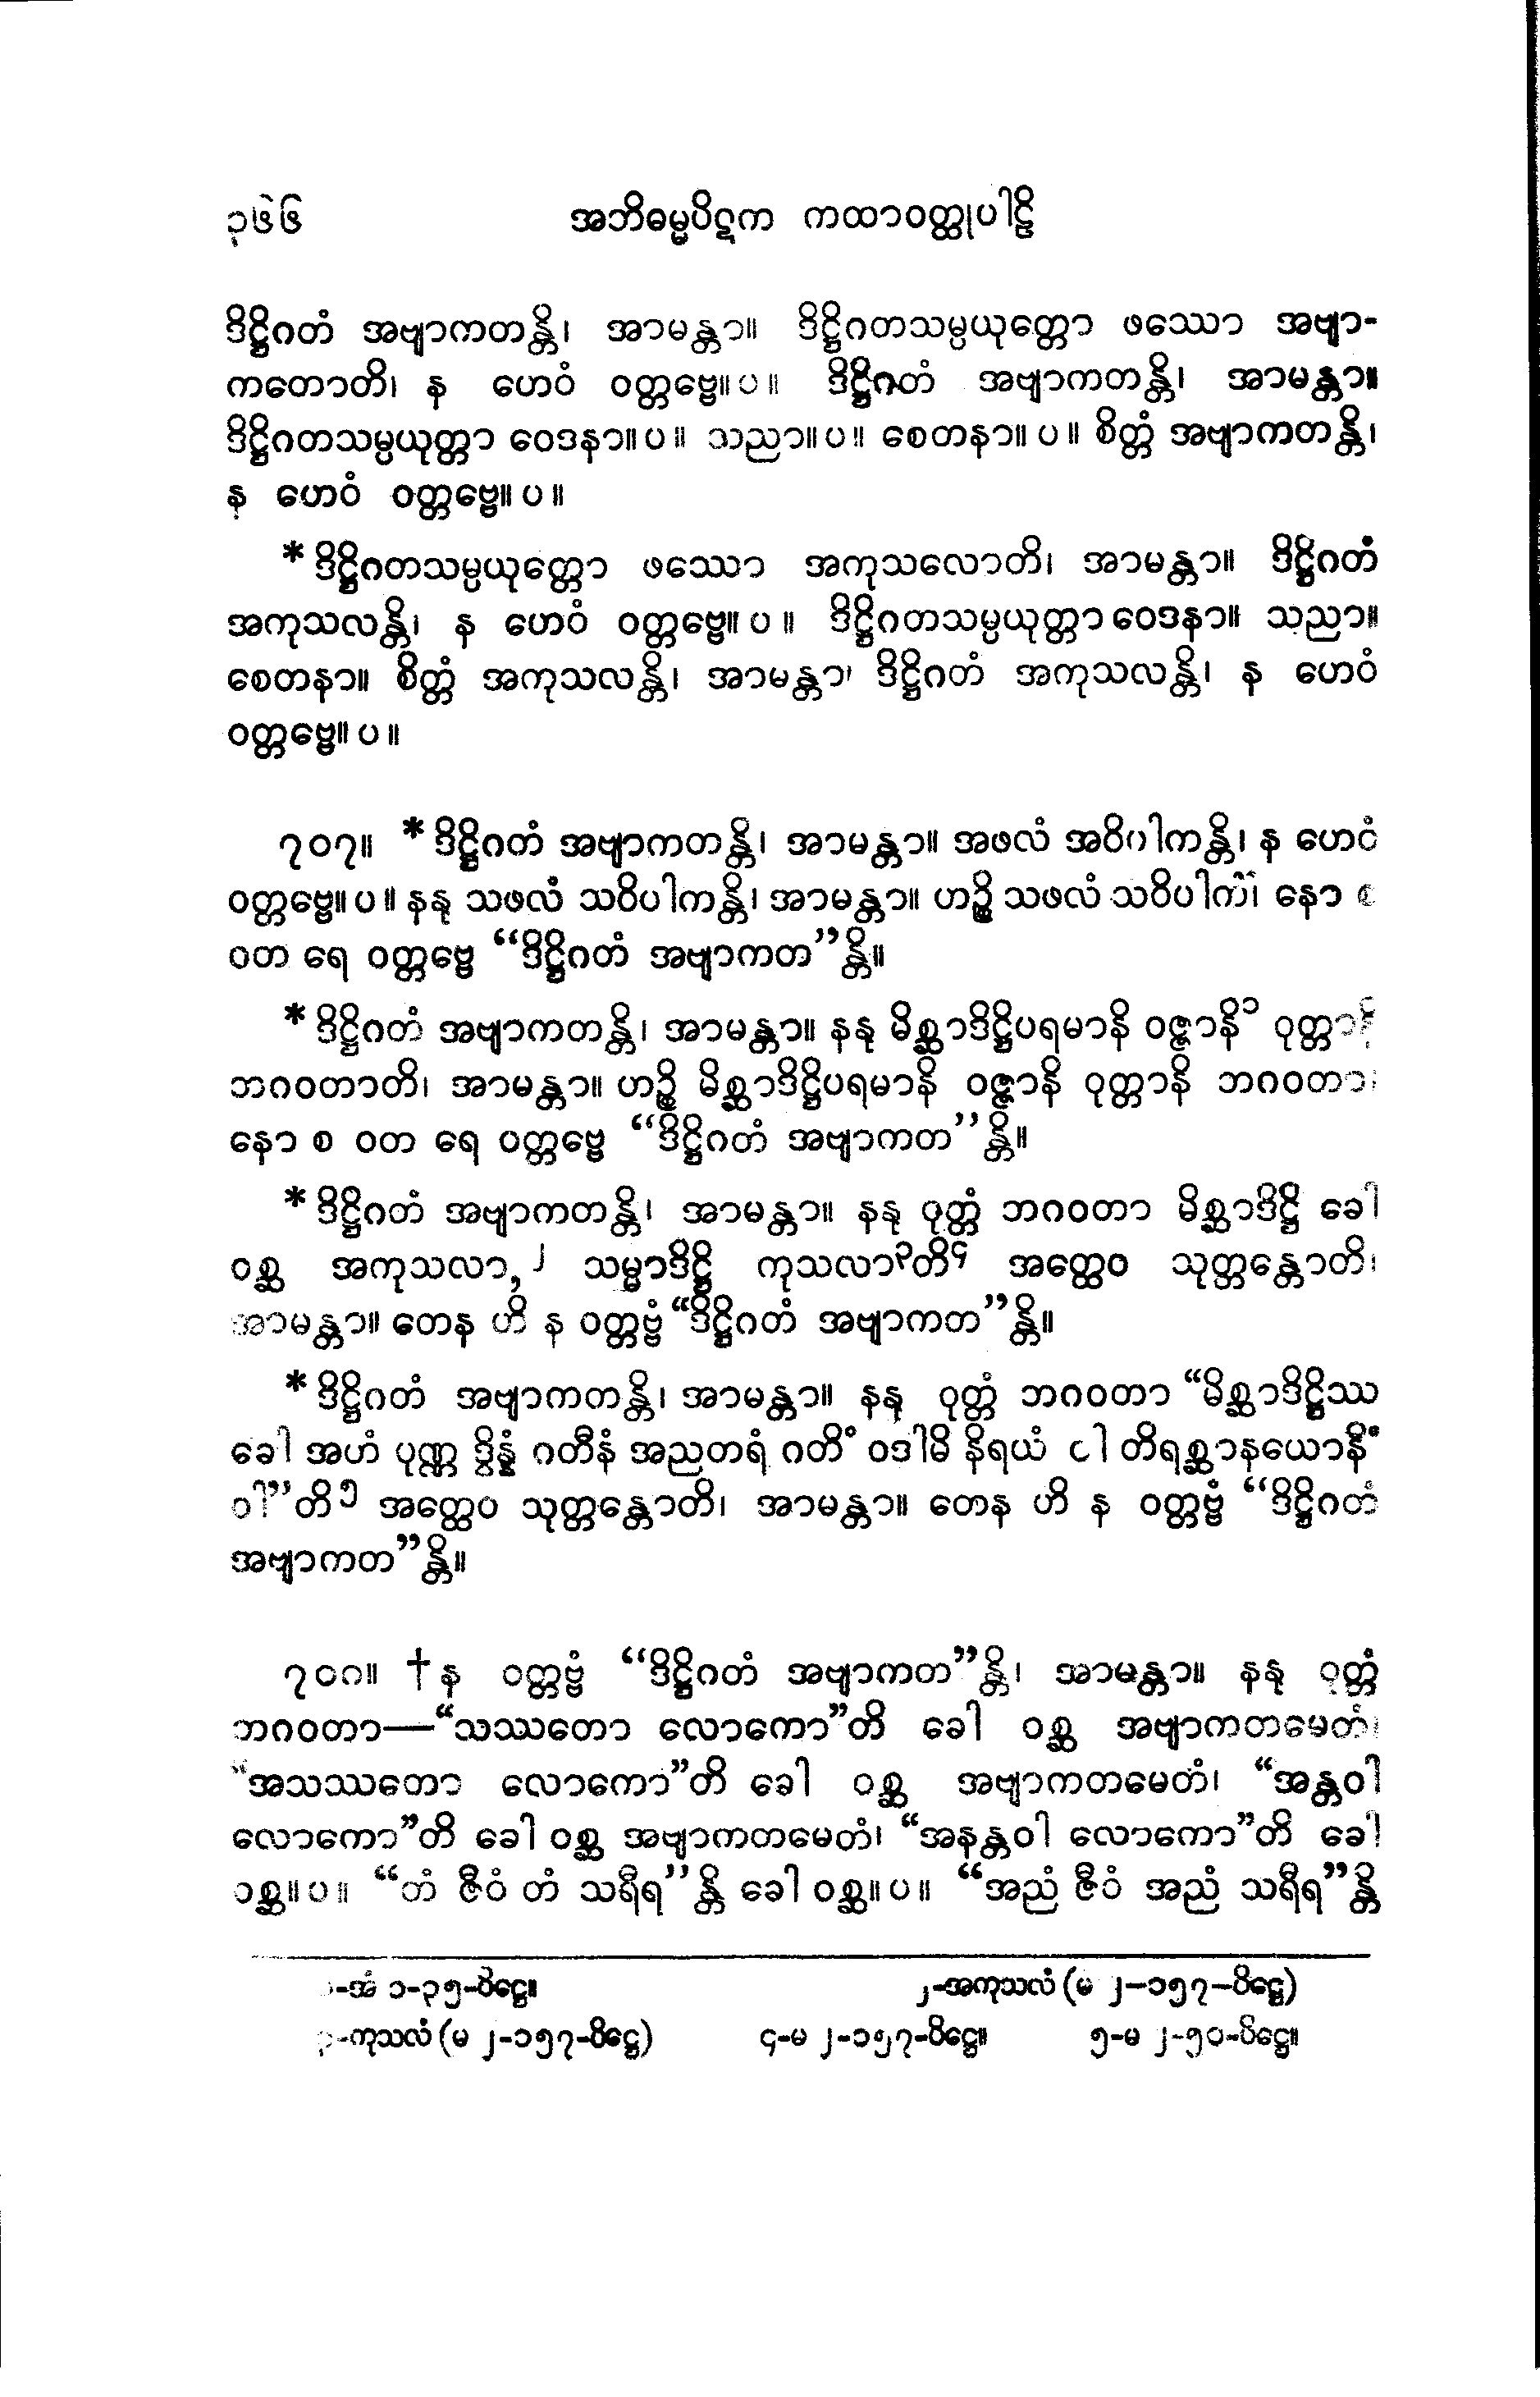 ၃၆၆ အဘိဓမ္မပိဋက ကထာဝတ္ထုပါဠိ
ဒိဋ္ဌိဂတံ အဗျာကတန္တိ၊ အာမန္တာ။ ဒိဋ္ဌိဂတသမ္ပယုတ္တော ဖဿော အဗျာ-
ကတောတိ၊ န ဟေဝံ ဝတ္တဗ္ဗေ။ပ။ ဒိဋ္ဌိဂတံ အဗျာကတန္တိ၊ အာမန္တာ။
ဒိဋ္ဌိဂတသမ္ပယုတ္တာ ဝေဒနာ။ပ။ သညာ။ပ။ စေတနာ။ပ။ စိတ္တံ အဗျာကတန္တိ၊
န ဟေဝံ ဝတ္တဗ္ဗေ။ပ။
* ဒိဋ္ဌိဂတသမ္ပယုတ္တော ဖဿော အကုသလောတိ၊ အာမန္တာ။ ဒိဋ္ဌိဂတံ
အကုသလန္တိ၊ န ဟေဝံ ဝတ္တဗ္ဗေ။ပ။ ဒိဋ္ဌိဂတသမ္ပယုတ္တာ ဝေဒနာ။ သညာ။
စေတနာ။ စိတ္တံ အကုသလန္တိ၊ အာမန္တာ၊ ဒိဋ္ဌိဂတံ အကုသလန္တိ၊ န ဟေဝံ
ဝတ္တဗ္ဗေ။ပ။
၇၀၇။ * ဒိဋ္ဌိဂတံ အဗျာကတန္တိ၊ အာမန္တာ။ အဖလံ အဝိပါကန္တိ၊ န ဟေဝံ
ဝတ္တဗ္ဗေ။ပ။ နနု သဖလံ သဝိပါကန္တိ၊ အာမန္တာ။ ဟဉ္စိ သဖလံ သဝိပါကံ၊ နော စ
ဝတ ရေ ဝတ္တဗ္ဗေ “ဒိဋ္ဌိဂတံ အဗျာကတ”န္တိ။
* ဒိဋ္ဌိဂတံ အဗျာကတန္တိ၊ အာမန္တာ။ နနု မိစ္ဆာဒိဋ္ဌိပရမာနိ ဝဇ္ဇာနိ၁ ဝုတ္တာနိ
ဘဂဝတာတိ၊ အာမန္တာ။ ဟဉ္စိ မိစ္ဆာဒိဋ္ဌိပရမာနိ ဝဇ္ဇာနိ ဝုတ္တာနိ ဘဂဝတာ၊
နော စ ဝတ ရေ ဝတ္တဗ္ဗေ “ဒိဋ္ဌိဂတံ အဗျာကတ”န္တိ။
* ဒိဋ္ဌိဂတံ အဗျာကတန္တိ၊ အာမန္တာ။ နနု ဝုတ္တံ ဘဂဝတာ မိစ္ဆာဒိဋ္ဌိ ခေါ
ဝစ္ဆ အကုသလာ,၂ သမ္မာဒိဋ္ဌိ ကုသလာ၃တိ၄ အတ္ထေဝ သုတ္တန္တောတိ၊
အာမန္တာ။ တေန ဟိ န ဝတ္တဗ္ဗံ “ဒိဋ္ဌိဂတံ အဗျာကတ”န္တိ။
* ဒိဋ္ဌိဂတံ အဗျာကတန္တိ၊ အာမန္တာ။ နနု ဝုတ္တံ ဘဂဝတာ “မိစ္ဆာဒိဋ္ဌိဿ
ခေါ အဟံ ပုဏ္ဏ ဒွိန္နံ ဂတီနံ အညတရံ ဂတိံ ဝဒါမိ နိရယံ ဝါ တိရစ္ဆာနယောနိံ
ဝါ”တိ၅ အတ္ထေဝ သုတ္တန္တောတိ၊ အာမန္တာ။ တေန ဟိ န ဝတ္တဗ္ဗံ “ဒိဋ္ဌိဂတံ
အဗျာကတ”န္တိ။
၇၀၈။ † န ဝတ္တဗ္ဗံ “ဒိဋ္ဌိဂတံ အဗျာကတ”န္တိ၊ အာမန္တာ။ နနု ဝုတ္တံ
ဘဂဝတာ—“သဿတော လောကော”တိ ခေါ ဝစ္ဆ အဗျာကတမေတံ၊
“အသဿတော လောကော”တိ ခေါ ဝစ္ဆ အဗျာကတမေတံ၊ “အန္တဝါ
လောကော”တိ ခေါ ဝစ္ဆ အဗျာကတမေတံ၊ “အနန္တဝါ လောကော”တိ ခေါ
ဝစ္ဆ။ပ။ “တံ ဇီဝံ တံ သရီရ”န္တိ ခေါ ဝစ္ဆ။ပ။ “အညံ ဇီဝံ အညံ သရီရ”န္တိ
၁-အံ ၁-၃၅-ပိဋ္ဌေ။ ၂-အကုသလံ (မ ၂-၁၅၇-ပိဋ္ဌေ)
၃-ကုသလံ (မ ၂-၁၅၇-ပိဋ္ဌေ) ၄-မ ၂-၁၅၇-ပိဋ္ဌေ။ ၅-မ ၂-၅၀-ပိဋ္ဌေ။